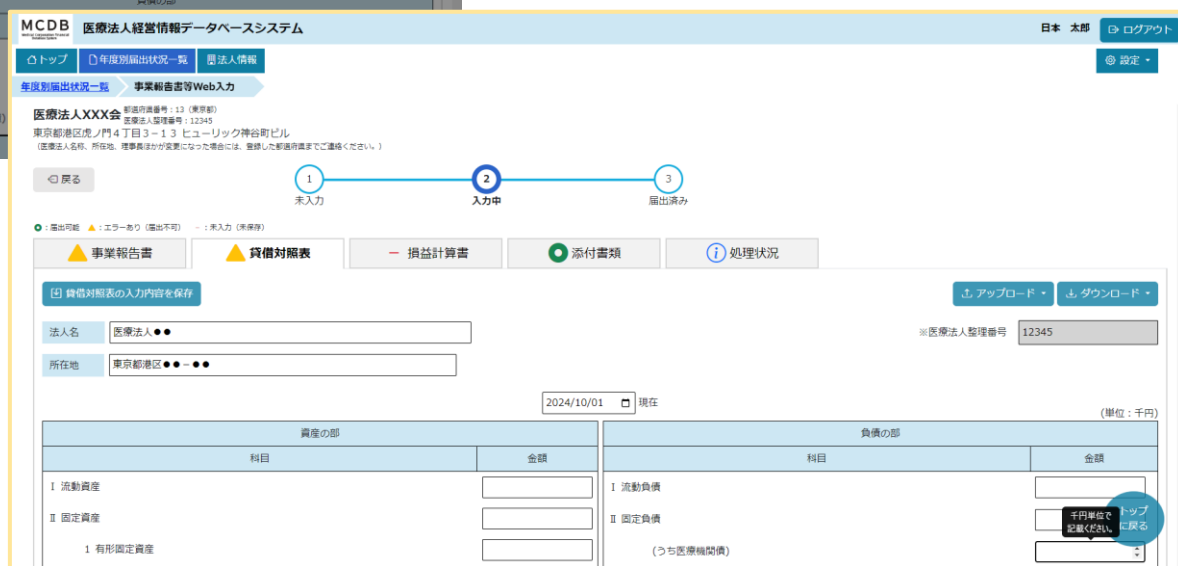 負債の部
MCDB 医療法人経営情報データベースシステム 日本 太郎 ログアウト
トップ 年度別届出状況一覧 法人情報 設定
年度別届出状況一覧 事業報告書等Web入力
医療法人XXX会 都道府県番号：13（東京都）
医療法人整理番号：12345
東京都港区虎ノ門４丁目３−１３ ヒューリック神谷町ビル
（医療法人名称、所在地、理事長ほかが変更になった場合には、登録した都道府県までご連絡ください。）
戻る 1 2 3
未入力 入力中 届出済み
：届出可能 ：エラーあり（届出不可） −：未入力（未保存）
事業報告書 貸借対照表 − 損益計算書 添付書類 i 処理状況
貸借対照表の入力内容を保存 アップロード ダウンロード
法人名 医療法人●● ※医療法人整理番号 12345
所在地 東京都港区●●−●●
2024/10/01 現在
(単位：千円)
資産の部 負債の部
科目 金額 科目 金額
Ⅰ 流動資産 Ⅰ 流動負債
Ⅱ 固定資産 Ⅱ 固定負債
千円単位で
記載ください。
トップ
に戻る
1 有形固定資産 (うち医療機関債)